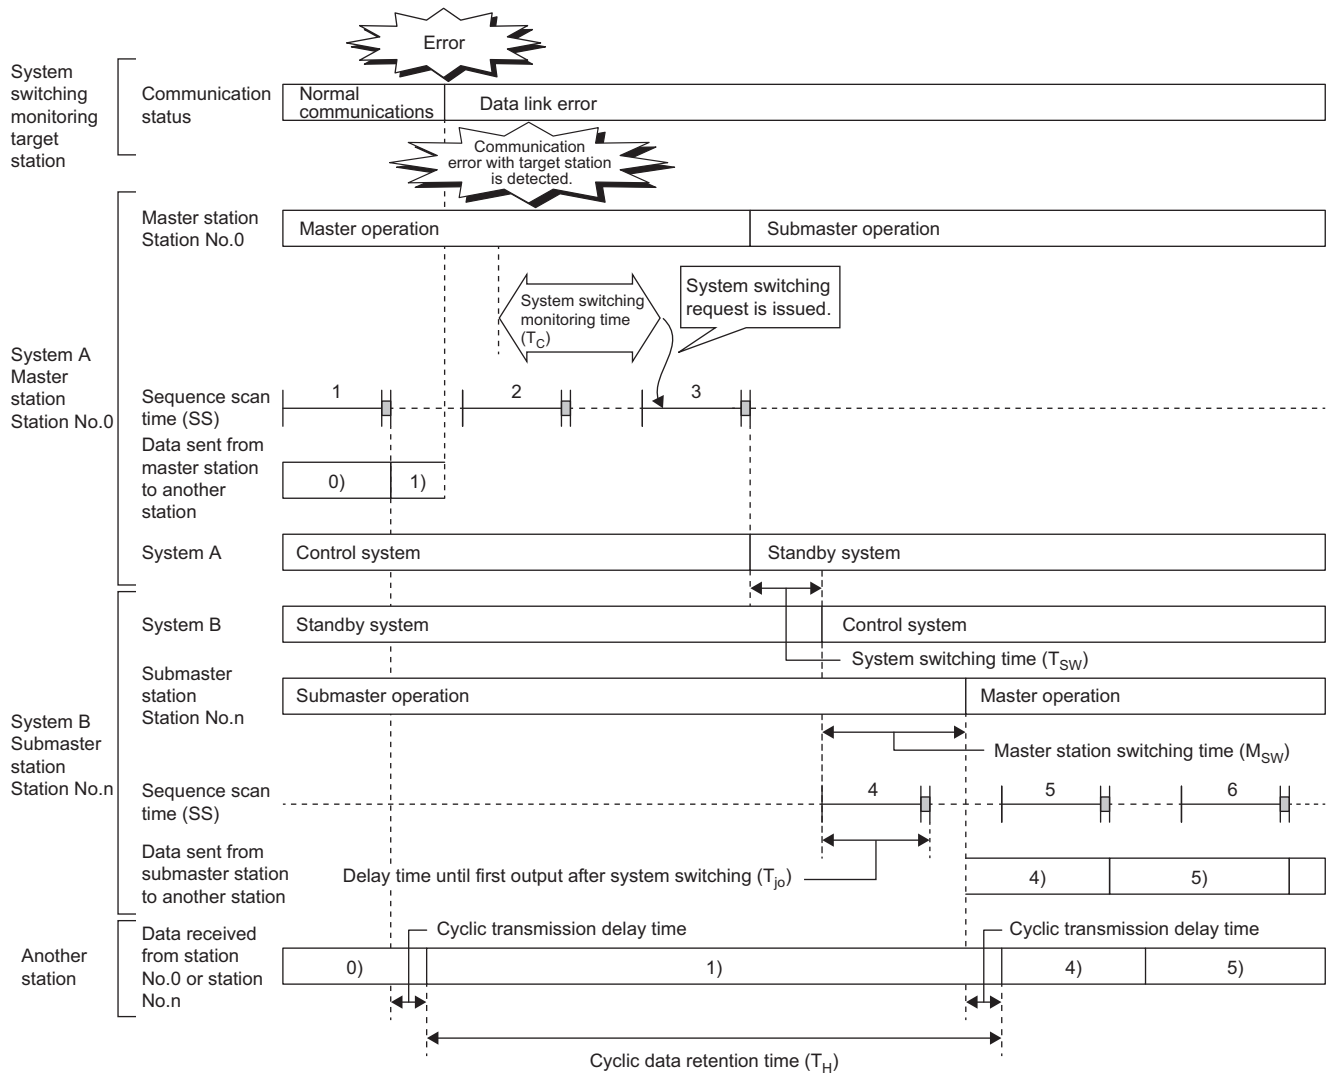 Error
System
switching
monitoring
target
station
Communication
status
Normal
communications
Data link error
Communication
error with target station
is detected.
Master station
Station No.0
Master operation
Submaster operation
System switching
monitoring time
(TC)
System switching
request is issued.
System A
Master
station
Station No.0
Sequence scan
time (SS)
1
2
3
Data sent from
master station
to another
station
0)
1)
System A
Control system
Standby system
System B
Standby system
Control system
System switching time (TSW)
System B
Submaster
station
Station No.n
Submaster
station
Station No.n
Submaster operation
Master operation
Master station switching time (MSW)
Sequence scan
time (SS)
4
5
6
Data sent from
submaster station
to another station
Delay time until first output after system switching (Tjo)
4)
5)
Another
station
Data received
from station
No.0 or station
No.n
Cyclic transmission delay time
Cyclic transmission delay time
0)
1)
4)
5)
Cyclic data retention time (TH)